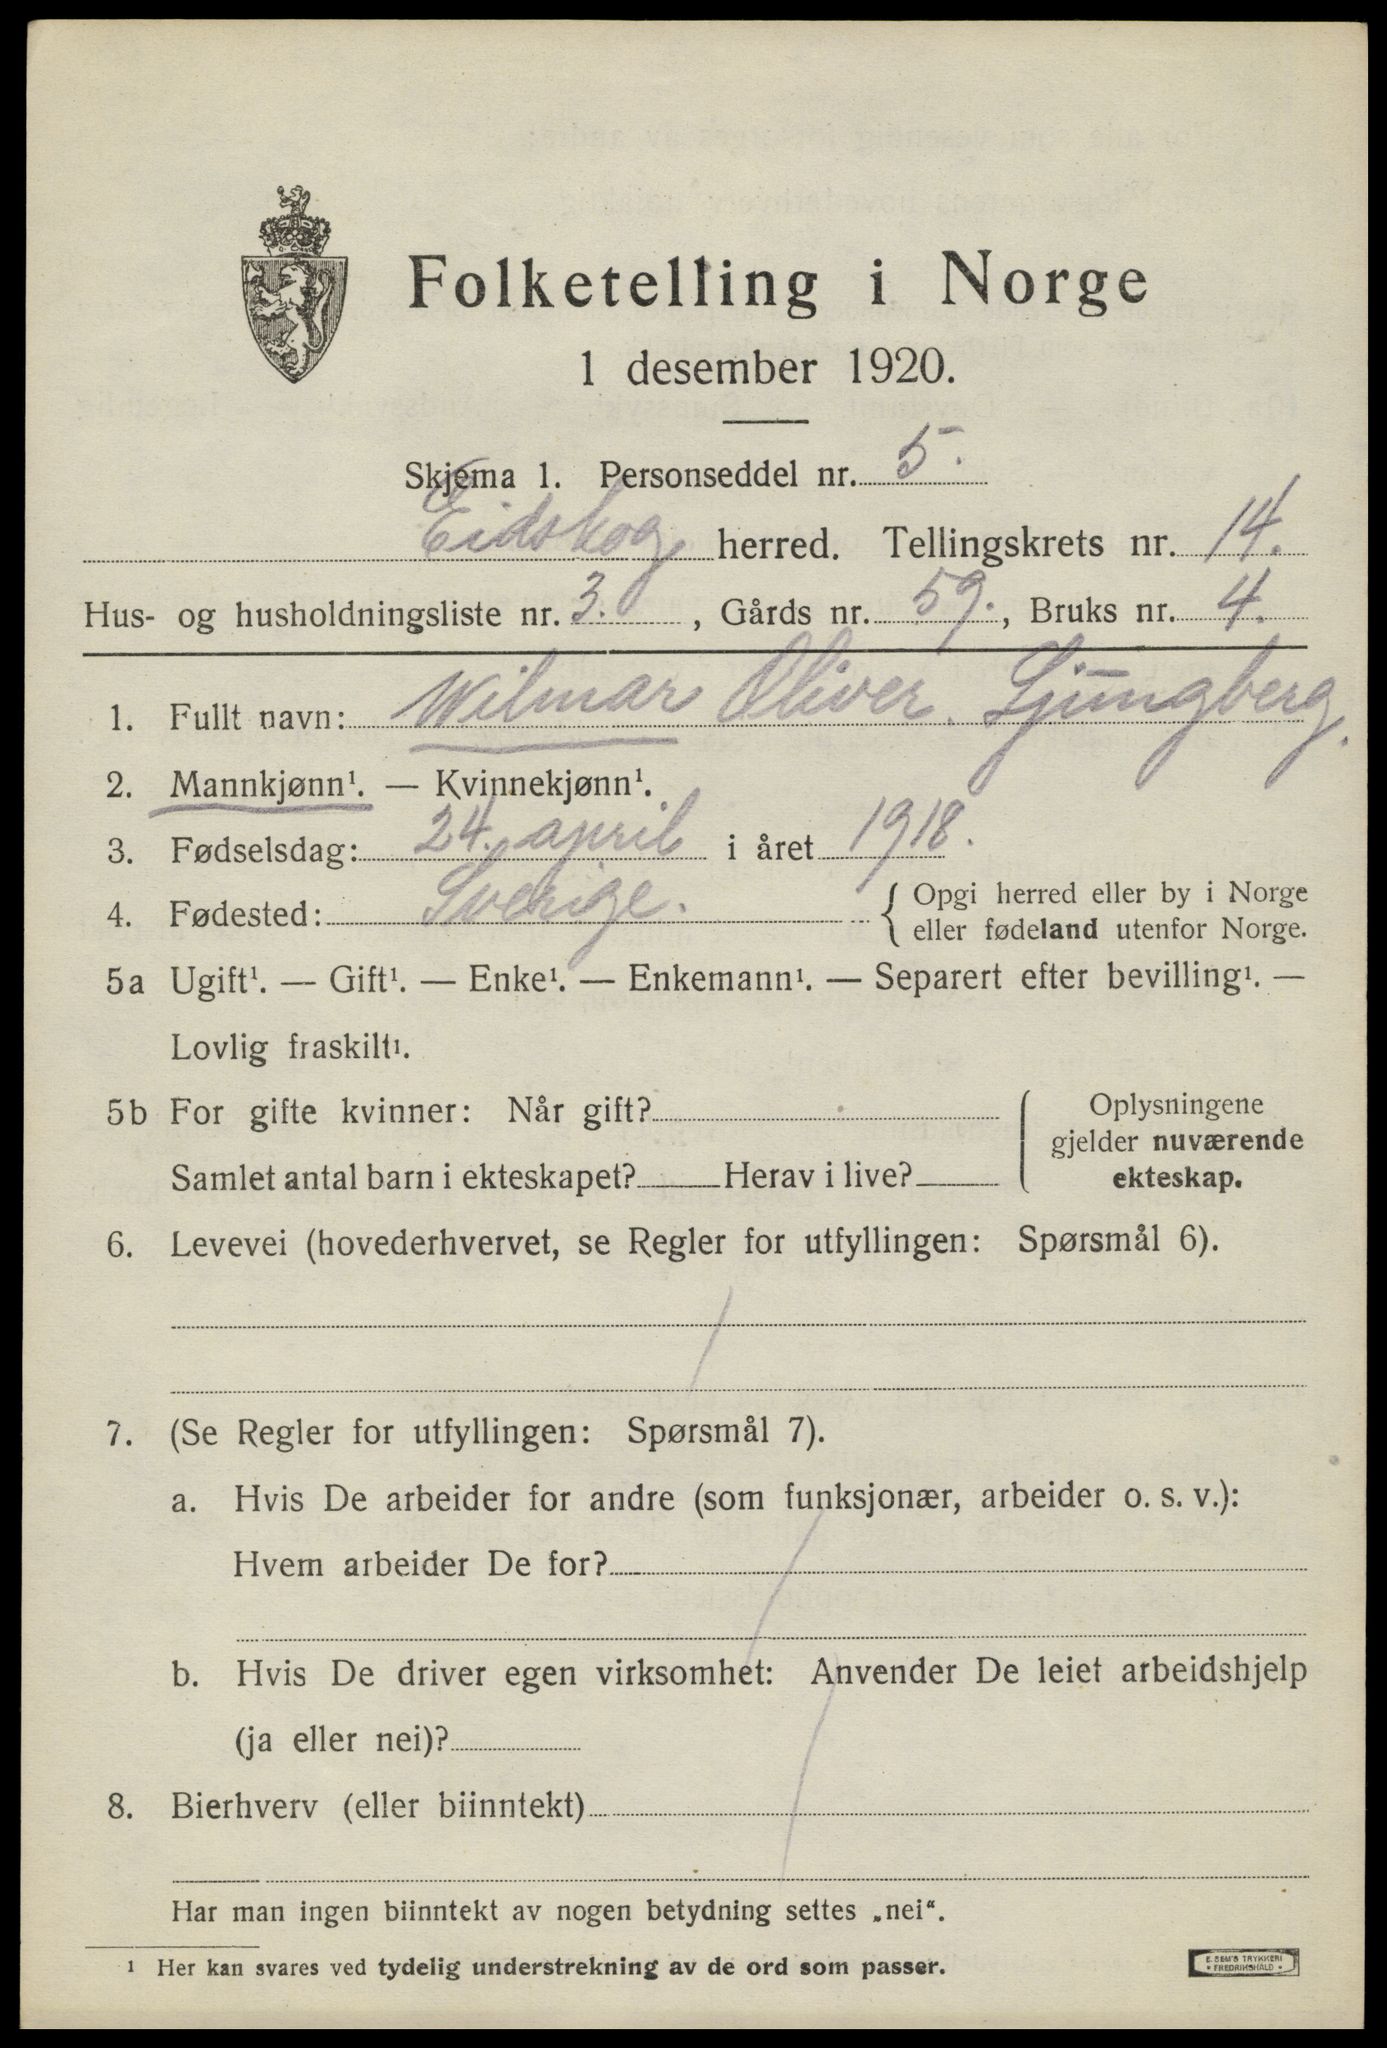 Folketelling i Norge
1 desember 1920.
Skjema 1. Personseddel nr. 5.
Eidskog herred. Tellingskrets nr. 14.
Hus- og husholdningsliste nr. 3. , Gårds nr. 59., Bruks nr. 4.
1. Fullt navn: Wilmar Oliver. Ljungberg.
2. Mannkjønn¹. — Kvinnekjønn¹.
3. Fødselsdag: 24. april i året 1918.
4. Fødested: Sverige. { Opgi herred eller by i Norge
eller fødeland utenfor Norge.
5a Ugift¹. — Gift¹. — Enke¹. — Enkemann¹. — Separert efter bevilling¹. —
Lovlig fraskilt¹.
5b For gifte kvinner: Når gift?
Samlet antal barn i ekteskapet? Herav i live?
{ Oplysningene
gjelder nuværende
ekteskap.
6. Levevei (hovederhvervet, se Regler for utfyllingen: Spørsmål 6).
7. (Se Regler for utfyllingen: Spørsmål 7).
a. Hvis De arbeider for andre (som funksjonær, arbeider o. s. v.):
Hvem arbeider De for?
b. Hvis De driver egen virksomhet: Anvender De leiet arbeidshjelp
(ja eller nei)?
8. Bierhverv (eller biinntekt)
Har man ingen biinntekt av nogen betydning settes „nei“.
¹ Her kan svares ved tydelig understrekning av de ord som passer.
E. SEM'S TRYKKERI
• FREDRIKSHALD •